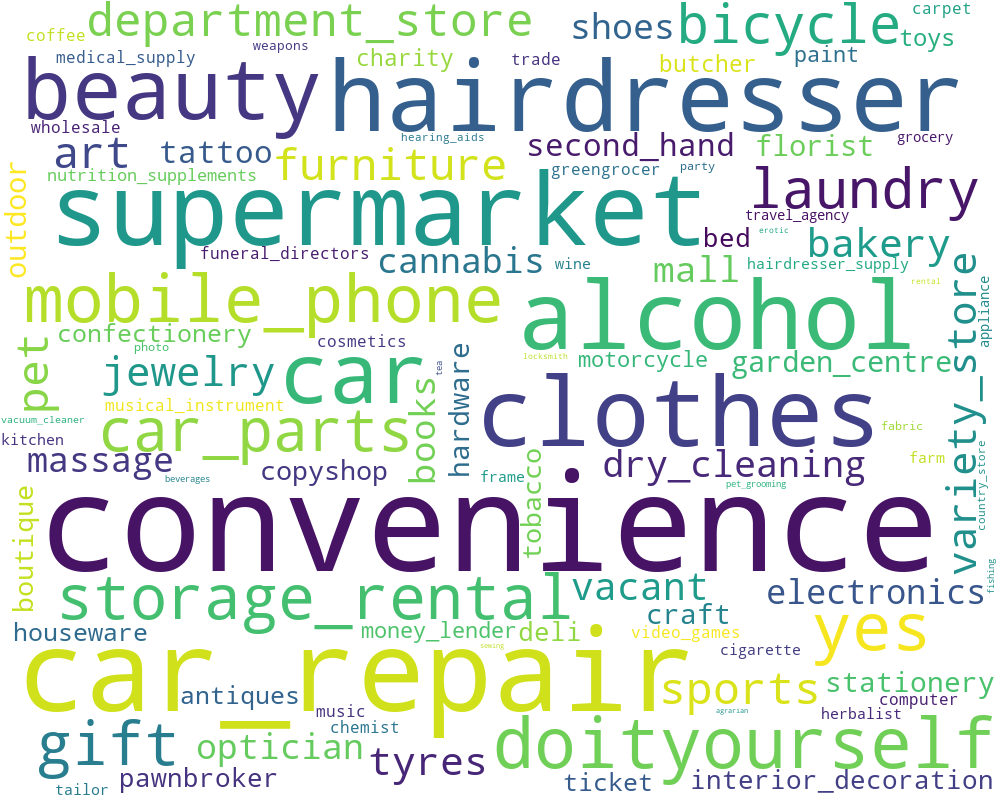 department_store
bicycle
carpet
coffee
shoes
toys
weapons
medical_supply
charity
trade
butcher
paint
beauty
hairdresser
wholesale
hearing_aids
grocery
art
tattoo
second_hand
florist
furniture
nutrition_supplements
greengrocer
party
outdoor
supermarket
laundry
travel_agency
erotic
bed
bakery
funeral_directors
cannabis
wine
mall
hairdresser_supply
rental
mobile_phone
alcohol
variety_store
appliance
confectionery
cosmetics
photo
locksmith
motorcycle
garden_centre
pet
jewelry
car
tea
hardware
books
clothes
musical_instrument
vacuum_cleaner
car_parts
fabric
kitchen
massage
copyshop
dry_cleaning
farm
country_store
beverages
frame
tobacco
pet_grooming
boutique
convenience
fishing
storage_rental
vacant
electronics
craft
houseware
money_lender
deli
video_games
yes
sewing
cigarette
car_repair
antiques
sports
stationery
computer
music
agrarian
herbalist
chemist
gift
optician
tyres
doityourself
pawnbroker
ticket
interior_decoration
tailor